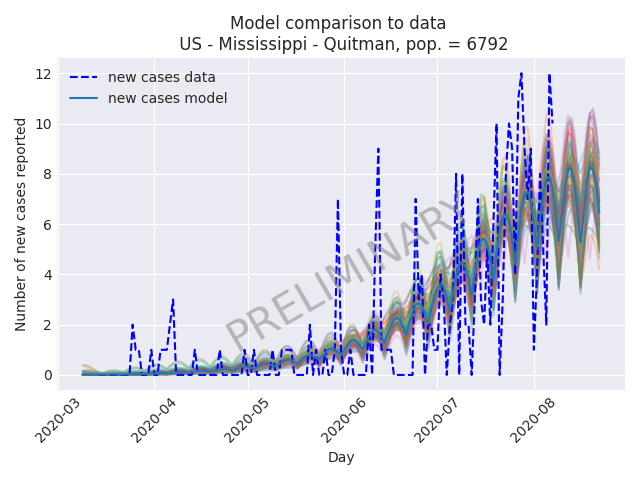 Model comparison to data
US - Mississippi - Quitman, pop. = 6792
new cases data
new cases model
Number of new cases reported
12
10
8
6
4
2
0
PRELIMINARY
2020-03
2020-04
2020-05
2020-06
2020-07
2020-08
Day